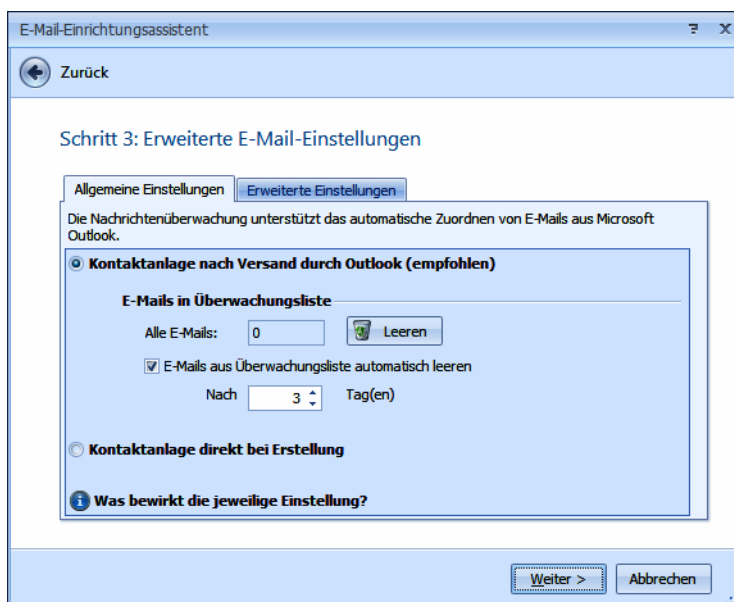 E-Mail-Einrichtungsassistent
Zurück
Schritt 3: Erweiterte E-Mail-Einstellungen
Allgemeine Einstellungen Erweiterte Einstellungen
Die Nachrichtenüberwachung unterstützt das automatische Zuordnen von E-Mails aus Microsoft
Outlook.
Kontaktanlage nach Versand durch Outlook (empfohlen)
E-Mails in Überwachungsliste
Alle E-Mails: 0 Leeren
E-Mails aus Überwachungsliste automatisch leeren
Nach 3 Tag(en)
Kontaktanlage direkt bei Erstellung
Was bewirkt die jeweilige Einstellung?
Weiter > Abbrechen